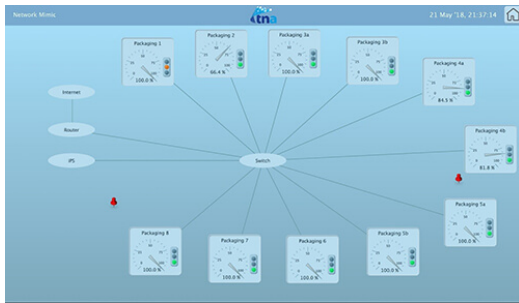 Network Mimic
tna
21 May '18, 21:37:14
Packaging 1
100.0 %
Packaging 2
66.4 %
Packaging 3a
100.0 %
Packaging 3b
100.0 %
Packaging 4a
84.5 %
Internet
Router
IPS
Switch
Packaging 4b
81.8 %
Packaging 5a
100.0 %
Packaging 8
100.0 %
Packaging 7
100.0 %
Packaging 6
100.0 %
Packaging 5b
100.0 %